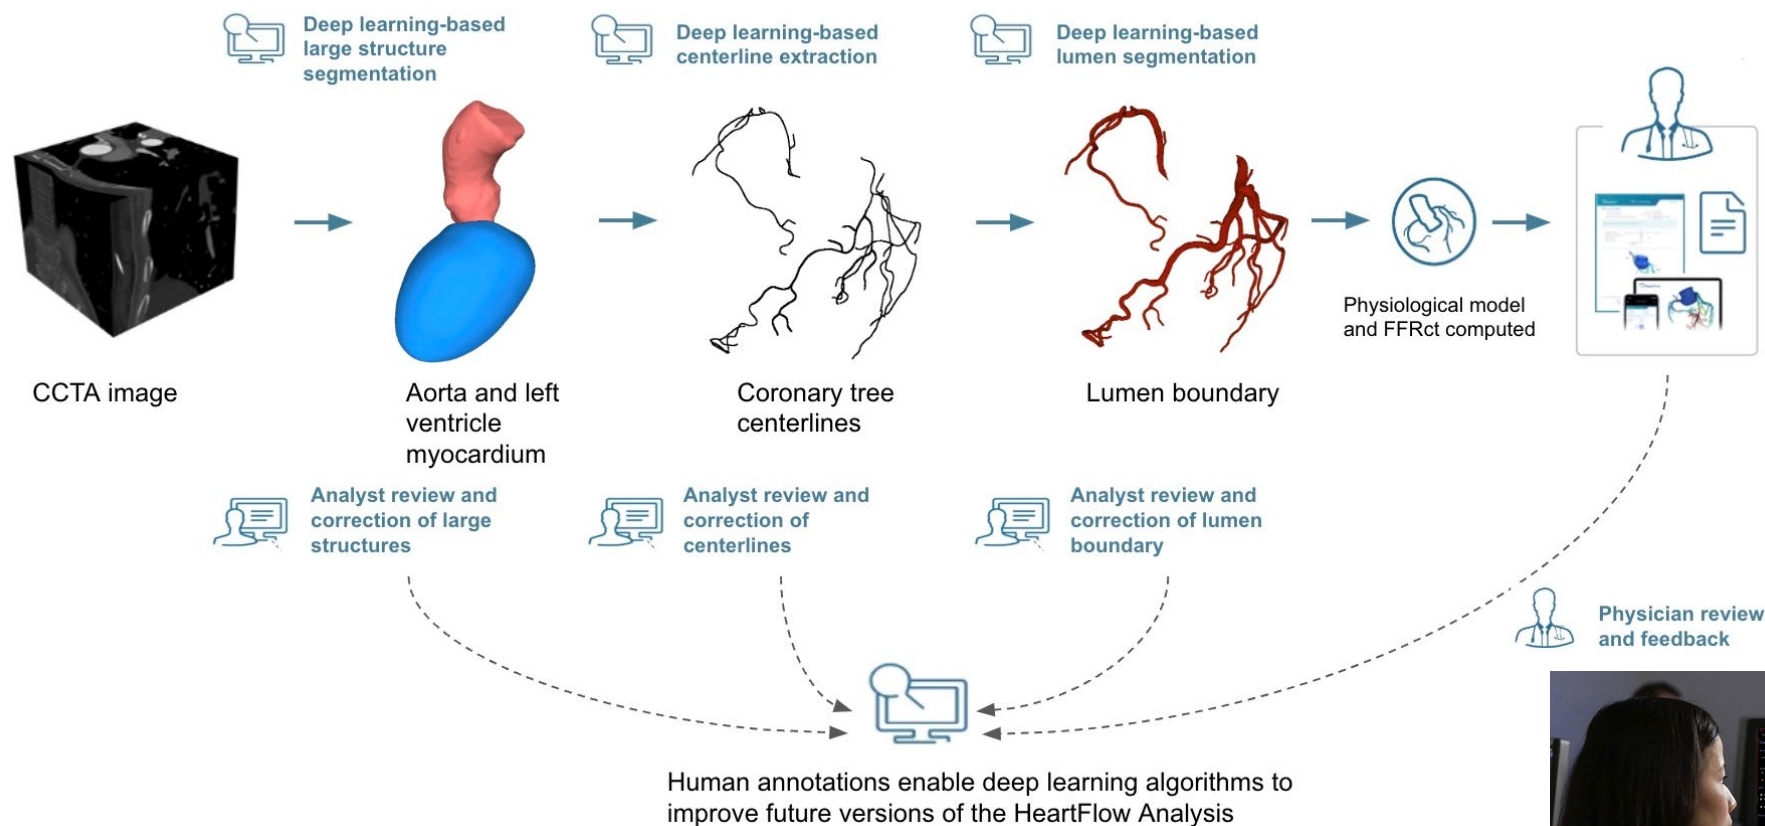 Deep learning-based
large structure
segmentation
Deep learning-based
centerline extraction
Deep learning-based
lumen segmentation
Physiological model
and FFRct computed
CCTA image
Aorta and left
ventricle
myocardium
Coronary tree
centerlines
Lumen boundary
Analyst review and
correction of large
structures
Analyst review and
correction of
centerlines
Analyst review and
correction of lumen
boundary
Physician review
and feedback
Human annotations enable deep learning algorithms to
improve future versions of the HeartFlow Analysis